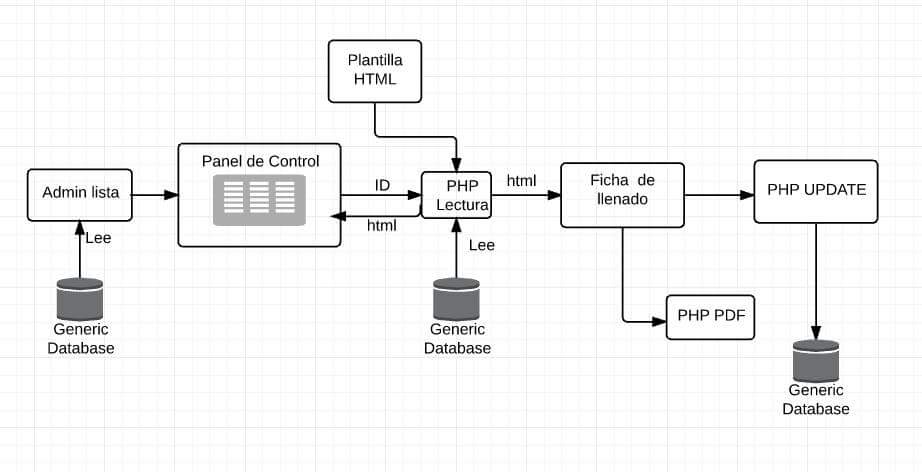 Plantilla
HTML
Admin lista
Panel de Control
ID
html
PHP
Lectura
html
Ficha de
llenado
PHP UPDATE
Lee
Lee
PHP PDF
Generic
Database
Generic
Database
Generic
Database